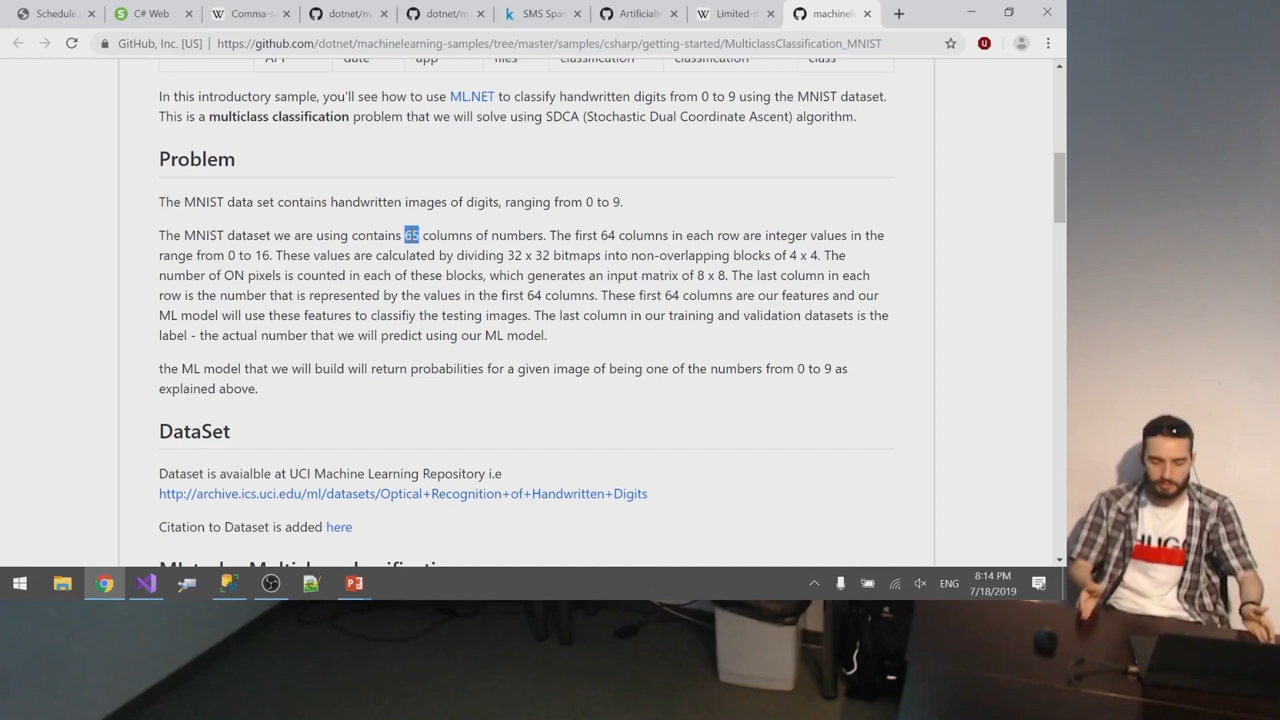 Schedule.
C# Web
Comma-s
dotnet/m
dotnet/m
SMS Spa
Artificiall
Limited-m
machinel
GitHub, Inc. [US] https://github.com/dotnet/machinelearning-samples/tree/master/samples/csharp/getting-started/MulticlassClassification_MNIST
API date app files classification classification class
In this introductory sample, you'll see how to use ML.NET to classify handwritten digits from 0 to 9 using the MNIST dataset.
This is a multiclass classification problem that we will solve using SDCA (Stochastic Dual Coordinate Ascent) algorithm.
Problem
The MNIST data set contains handwritten images of digits, ranging from 0 to 9.
The MNIST dataset we are using contains 65 columns of numbers. The first 64 columns in each row are integer values in the
range from 0 to 16. These values are calculated by dividing 32 x 32 bitmaps into non-overlapping blocks of 4 x 4. The
number of ON pixels is counted in each of these blocks, which generates an input matrix of 8 x 8. The last column in each
row is the number that is represented by the values in the first 64 columns. These first 64 columns are our features and our
ML model will use these features to classifiy the testing images. The last column in our training and validation datasets is the
label - the actual number that we will predict using our ML model.
the ML model that we will build will return probabilities for a given image of being one of the numbers from 0 to 9 as
explained above.
DataSet
Dataset is avaialble at UCI Machine Learning Repository i.e
http://archive.ics.uci.edu/ml/datasets/Optical+Recognition+of+Handwritten+Digits
Citation to Dataset is added here
ENG
8:14 PM
7/18/2019
HUG